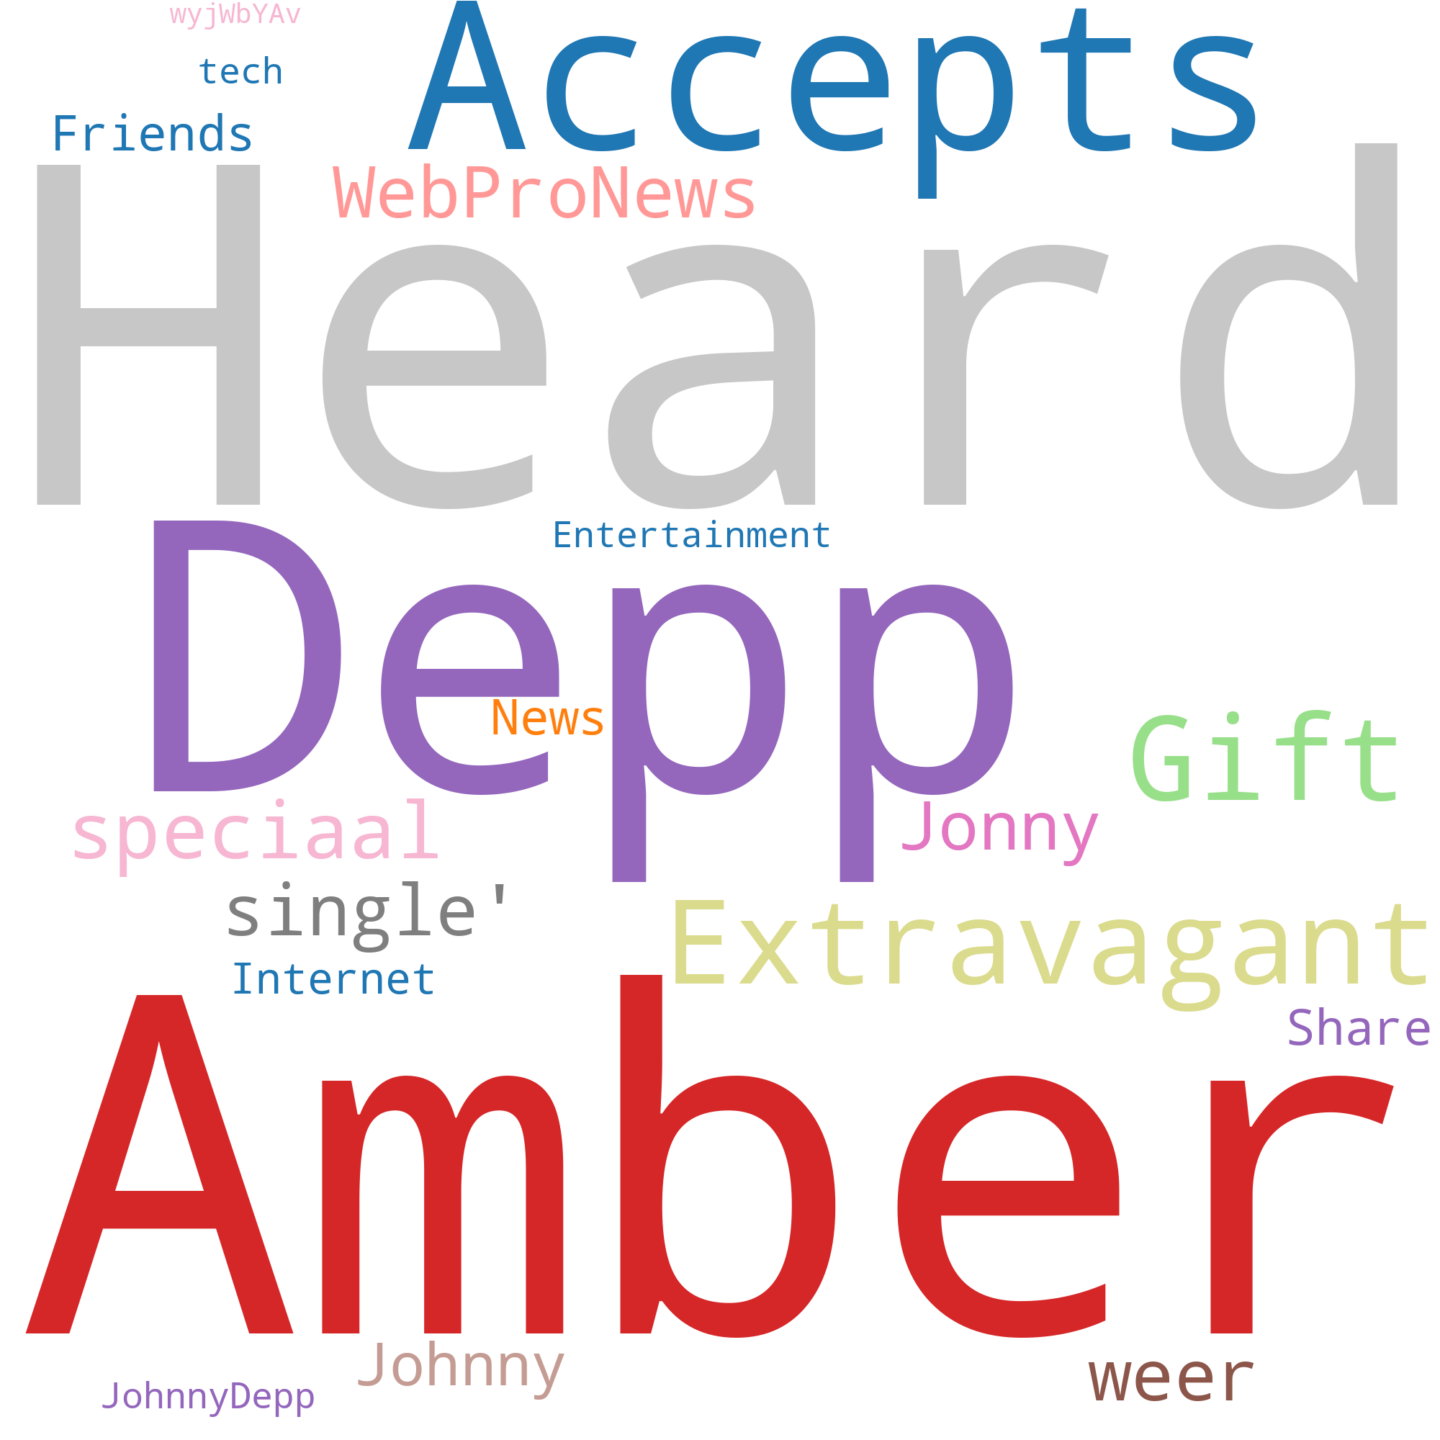 wyjWbYAv
Accepts
tech
Friends
WebProNews
Heard
Entertainment
Depp
News
Gift
speciaal
Jonny
single'
Extravagant
Internet
Share
Amber
Johnny
weer
JohnnyDepp